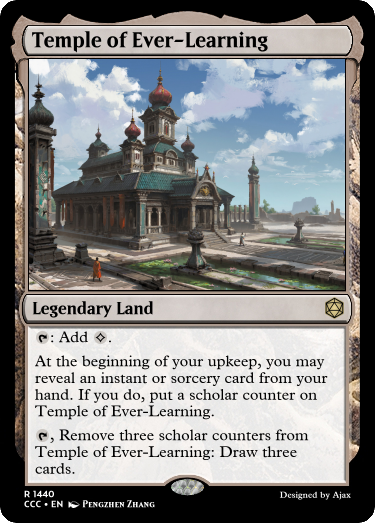 Temple of Ever-Learning
Legendary Land
: Add .
At the beginning of your upkeep, you may
reveal an instant or sorcery card from your
hand. If you do, put a scholar counter on
Temple of Ever-Learning.
, Remove three scholar counters from
Temple of Ever-Learning: Draw three
cards.
R 1440
CCC • EN Pengzhen Zhang
Designed by Ajax